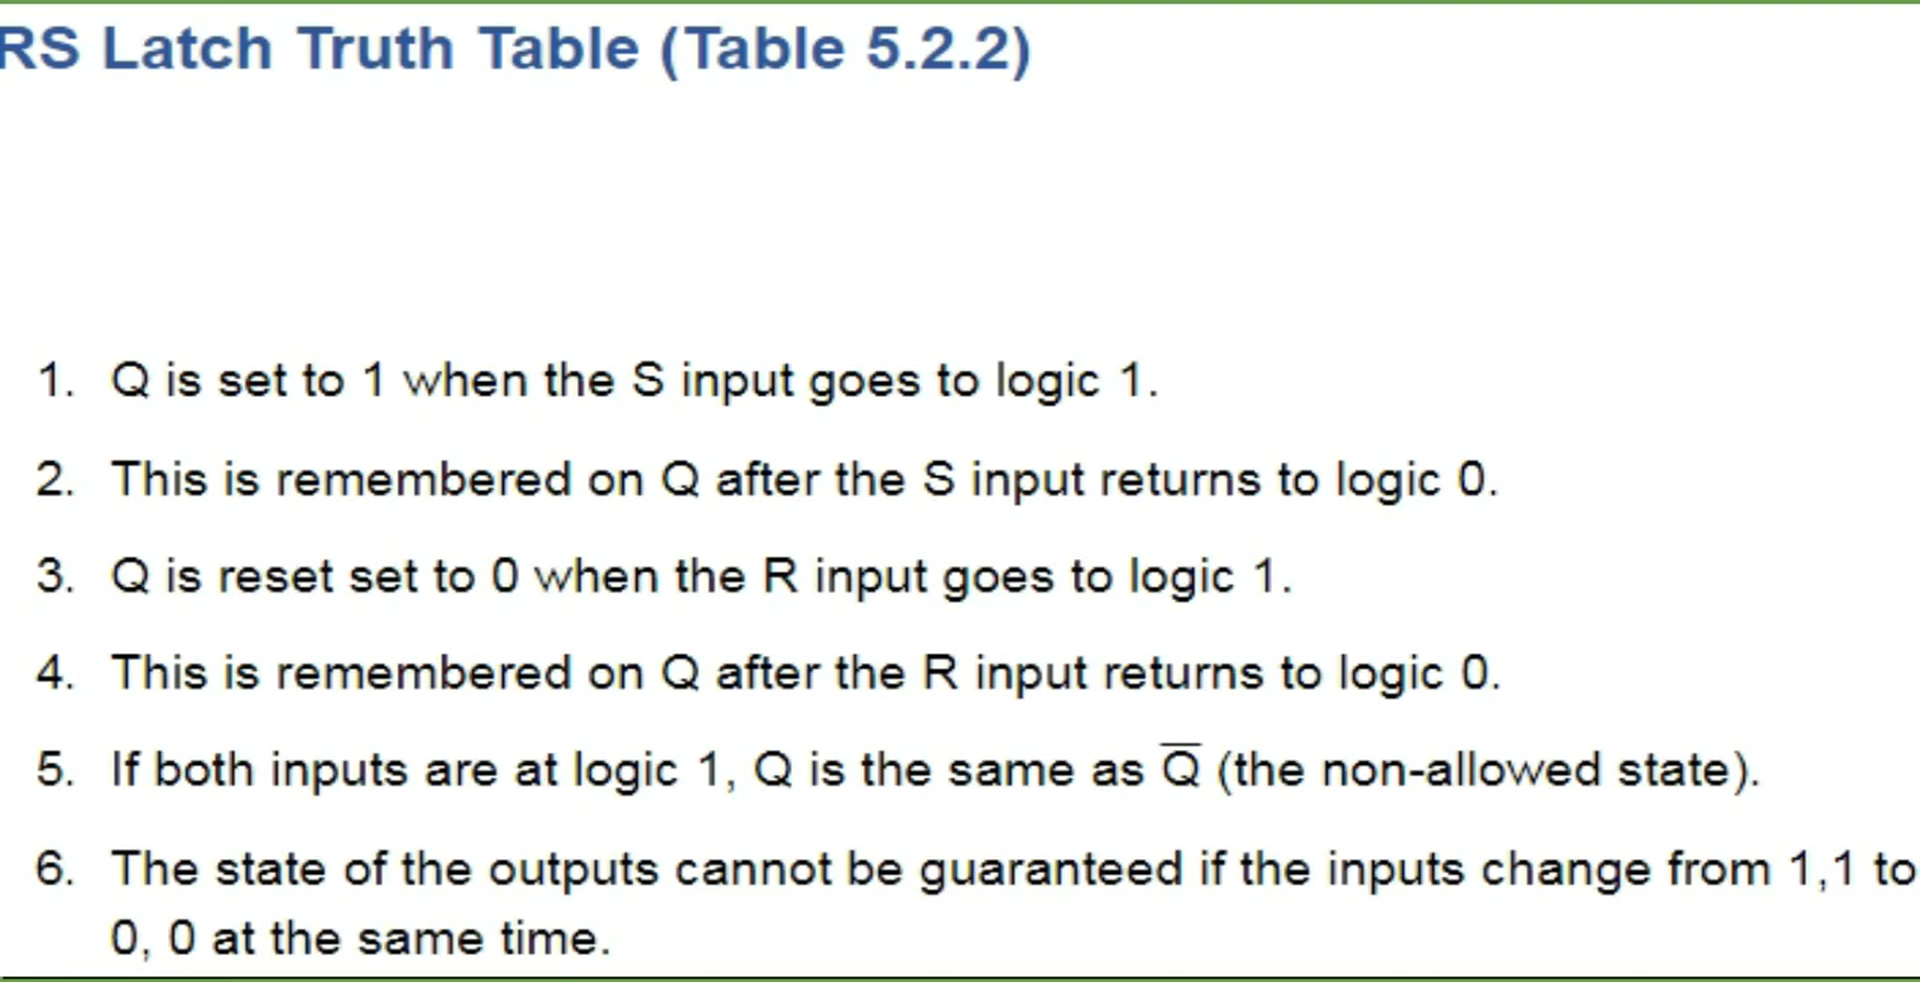 RS Latch Truth Table (Table 5.2.2)
1. Q is set to 1 when the S input goes to logic 1.
2. This is remembered on Q after the S input returns to logic 0.
3. Q is reset set to 0 when the R input goes to logic 1.
4. This is remembered on Q after the R input returns to logic 0.
5. If both inputs are at logic 1, Q is the same as Q̅ (the non-allowed state).
6. The state of the outputs cannot be guaranteed if the inputs change from 1,1 to
0, 0 at the same time.